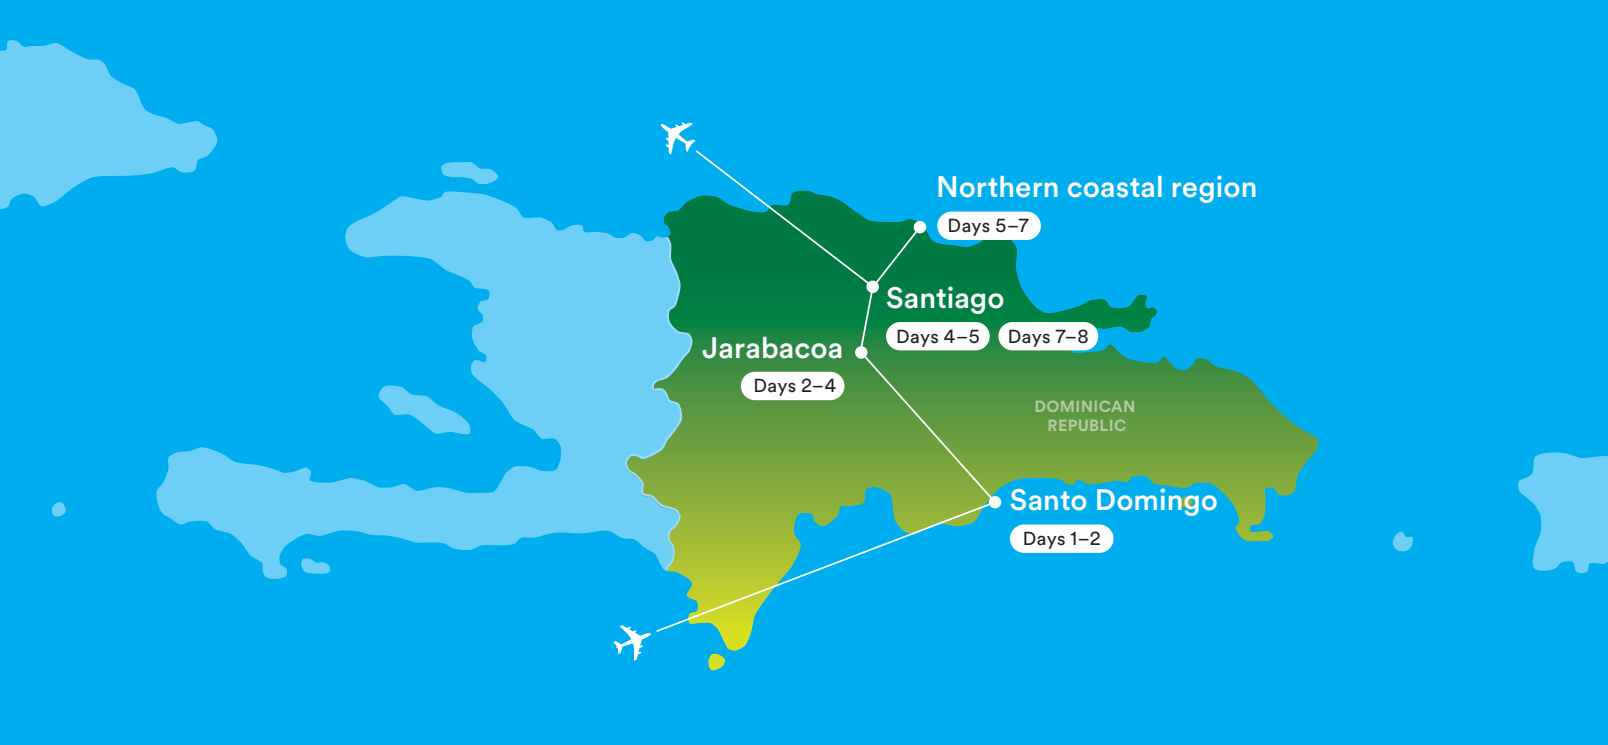 Northern coastal region
Days 5–7
Santiago
Days 4–5
Days 7–8
Jarabacoa
Days 2–4
DOMINICAN
REPUBLIC
Santo Domingo
Days 1–2